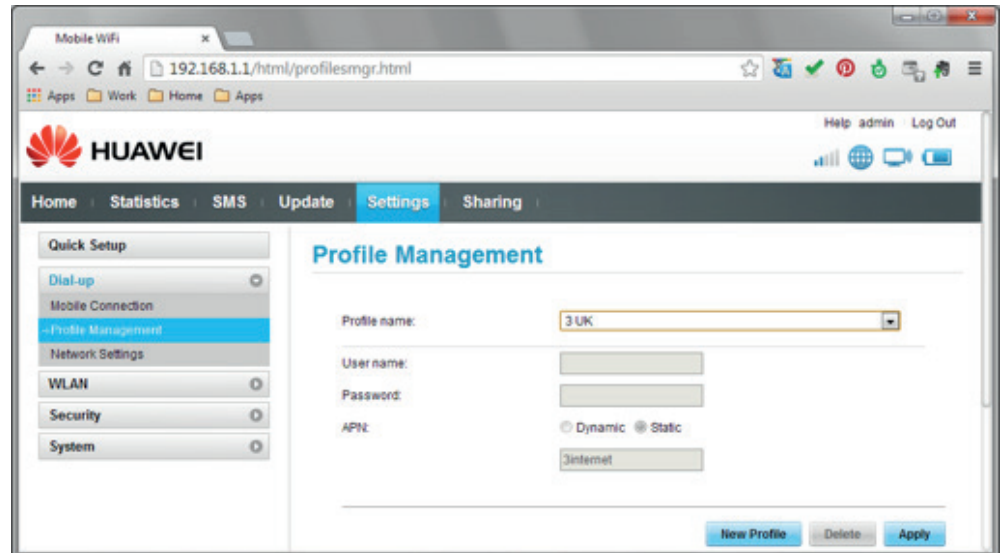 Mobile WiFi
192.168.1.1/html/profilesmgr.html
Apps Work Home Apps
Help admin Log Out
HUAWEI
Home Statistics SMS Update Settings Sharing
Quick Setup
Dial-up
Mobile Connection
Profile Management
Network Settings
WLAN
Security
System
Profile Management
Profile name: 3 UK
User name:
Password:
APN: Dynamic Static
3internet
New Profile Delete Apply